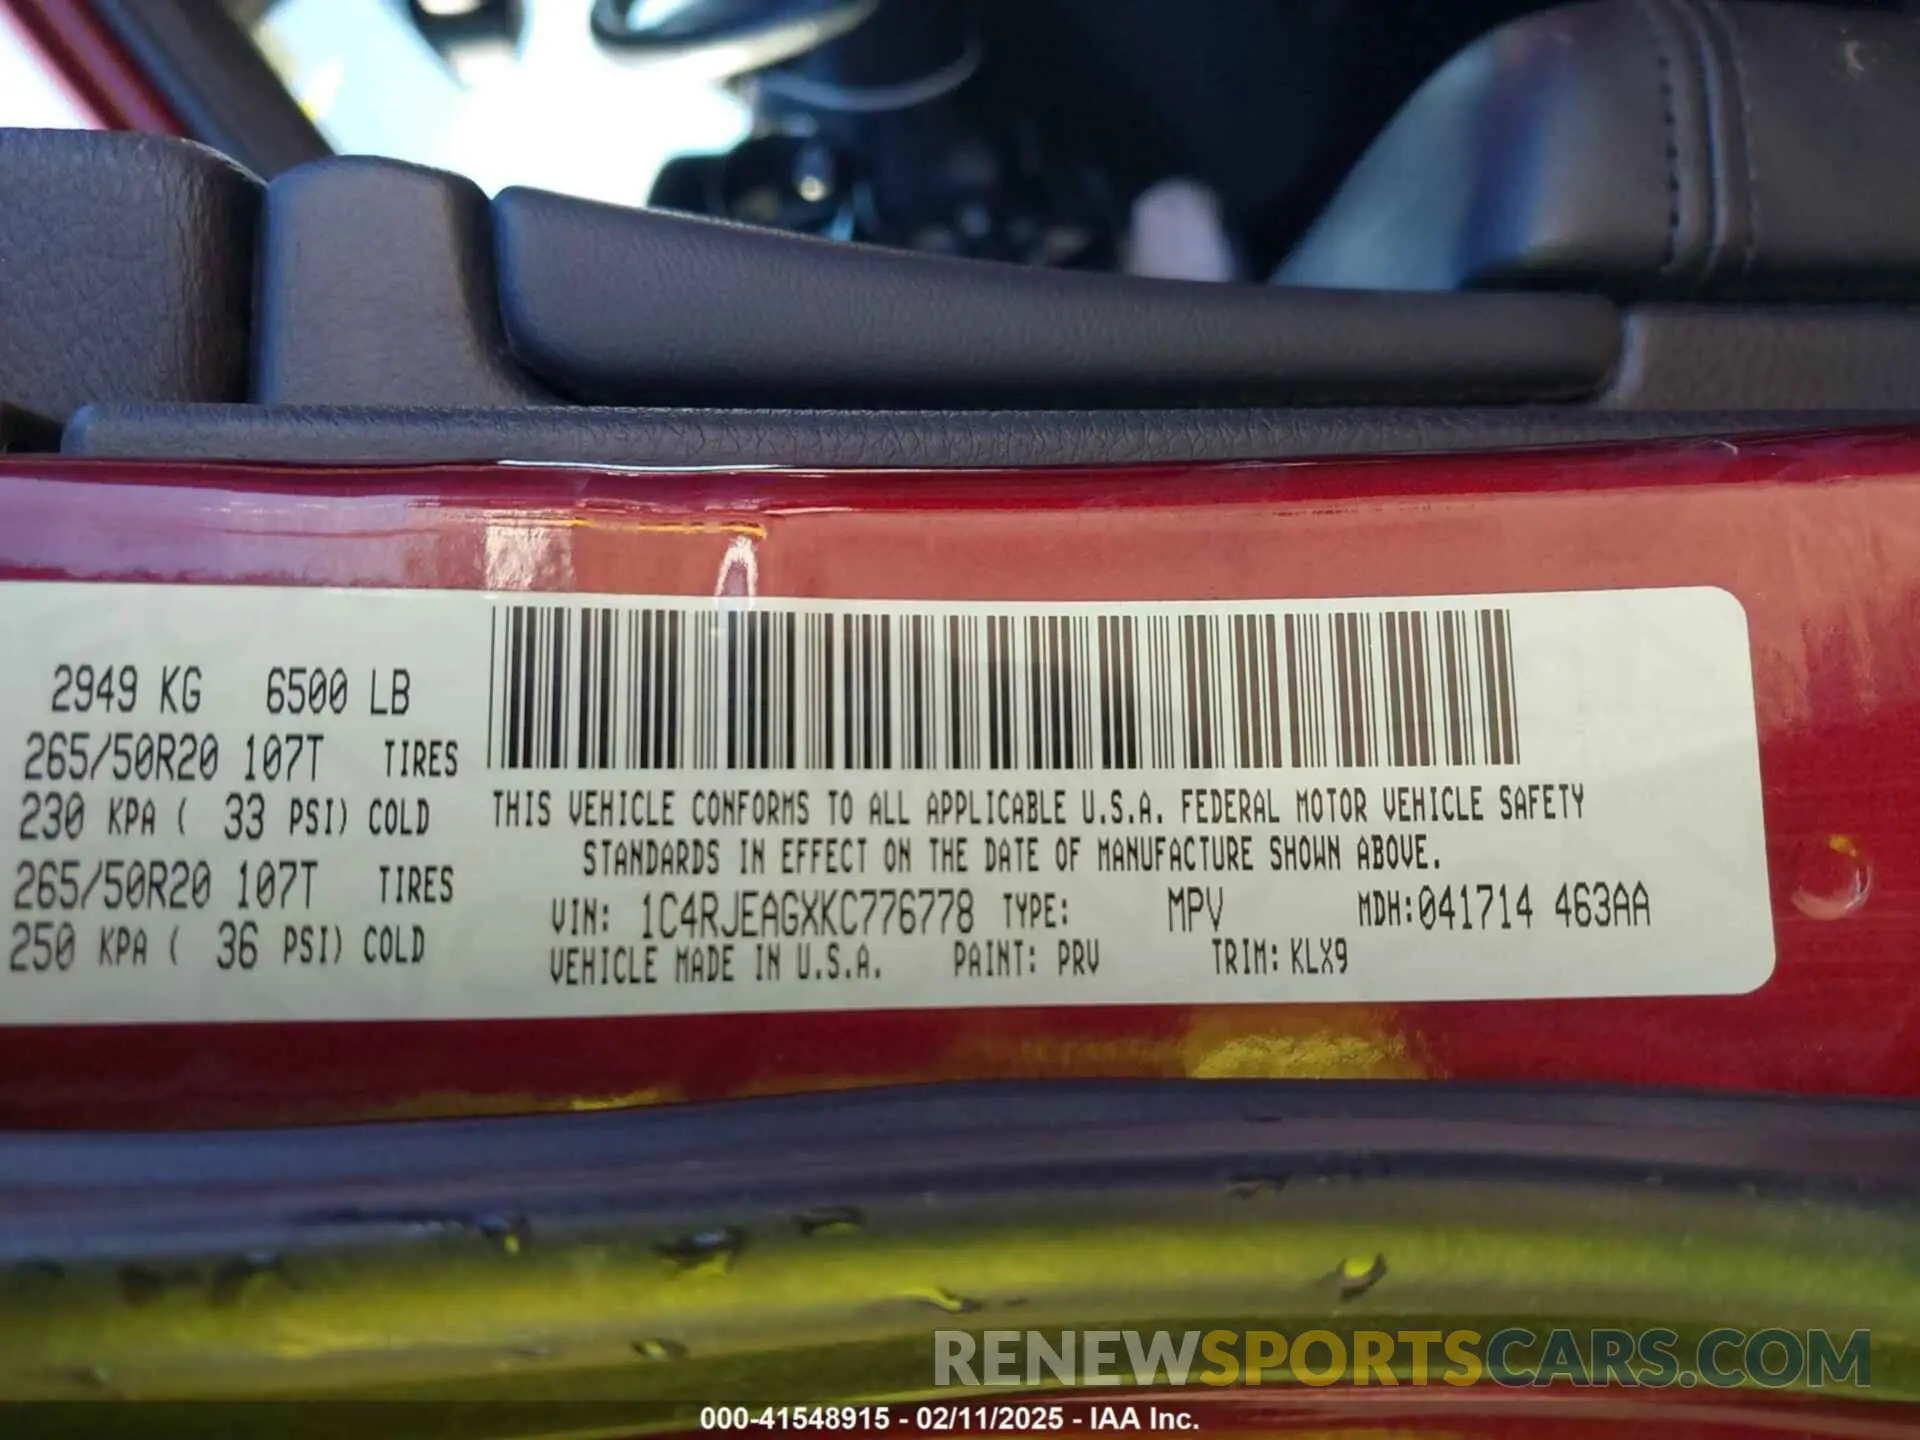 2949 KG 6500 LB
265/50R20 107T TIRES
230 KPA ( 33 PSI) COLD
265/50R20 107T TIRES
250 KPA ( 36 PSI) COLD
THIS VEHICLE CONFORMS TO ALL APPLICABLE U.S.A. FEDERAL MOTOR VEHICLE SAFETY
STANDARDS IN EFFECT ON THE DATE OF MANUFACTURE SHOWN ABOVE.
VIN: 1C4RJEAGXKC776778 TYPE: MPV MDH:041714 463AA
VEHICLE MADE IN U.S.A. PAINT: PRV TRIM: KLX9
RENEWSPORTSCARS.COM
000-41548915 - 02/11/2025 - IAA Inc.